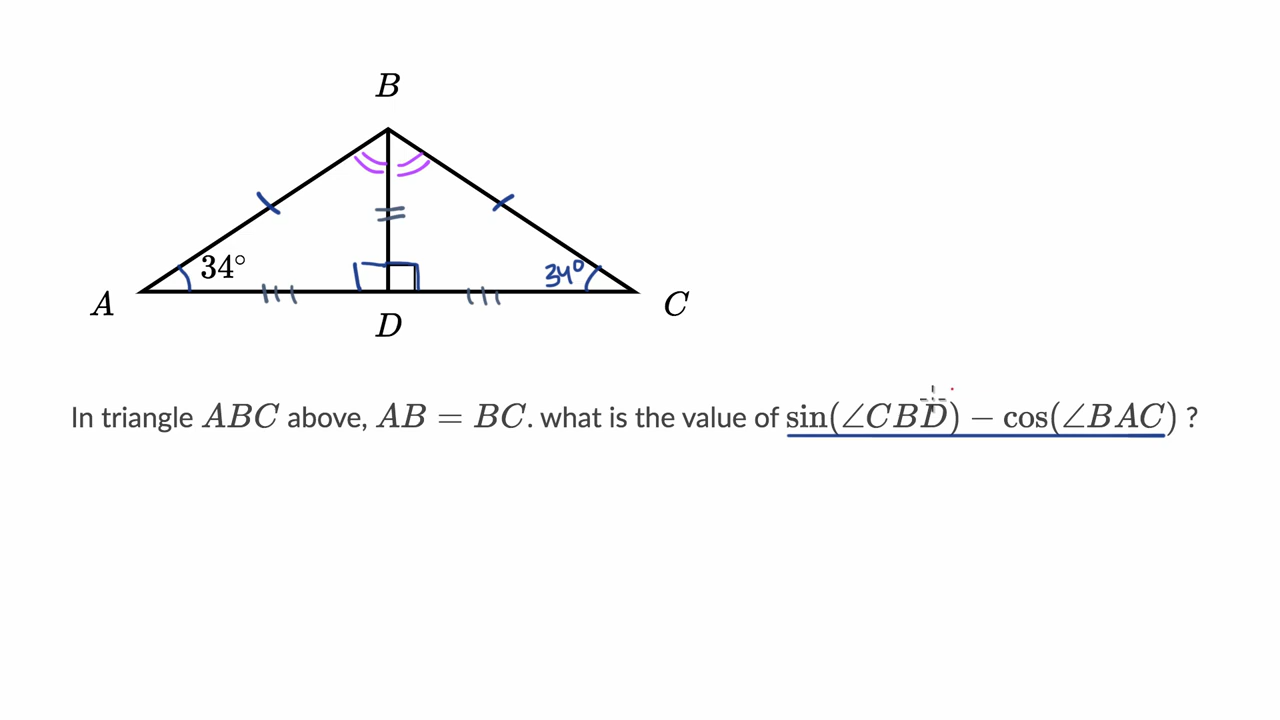 B
34°
34°
A
C
D
In triangle ABC above, AB = BC. what is the value of sin(∠CBD) − cos(∠BAC) ?